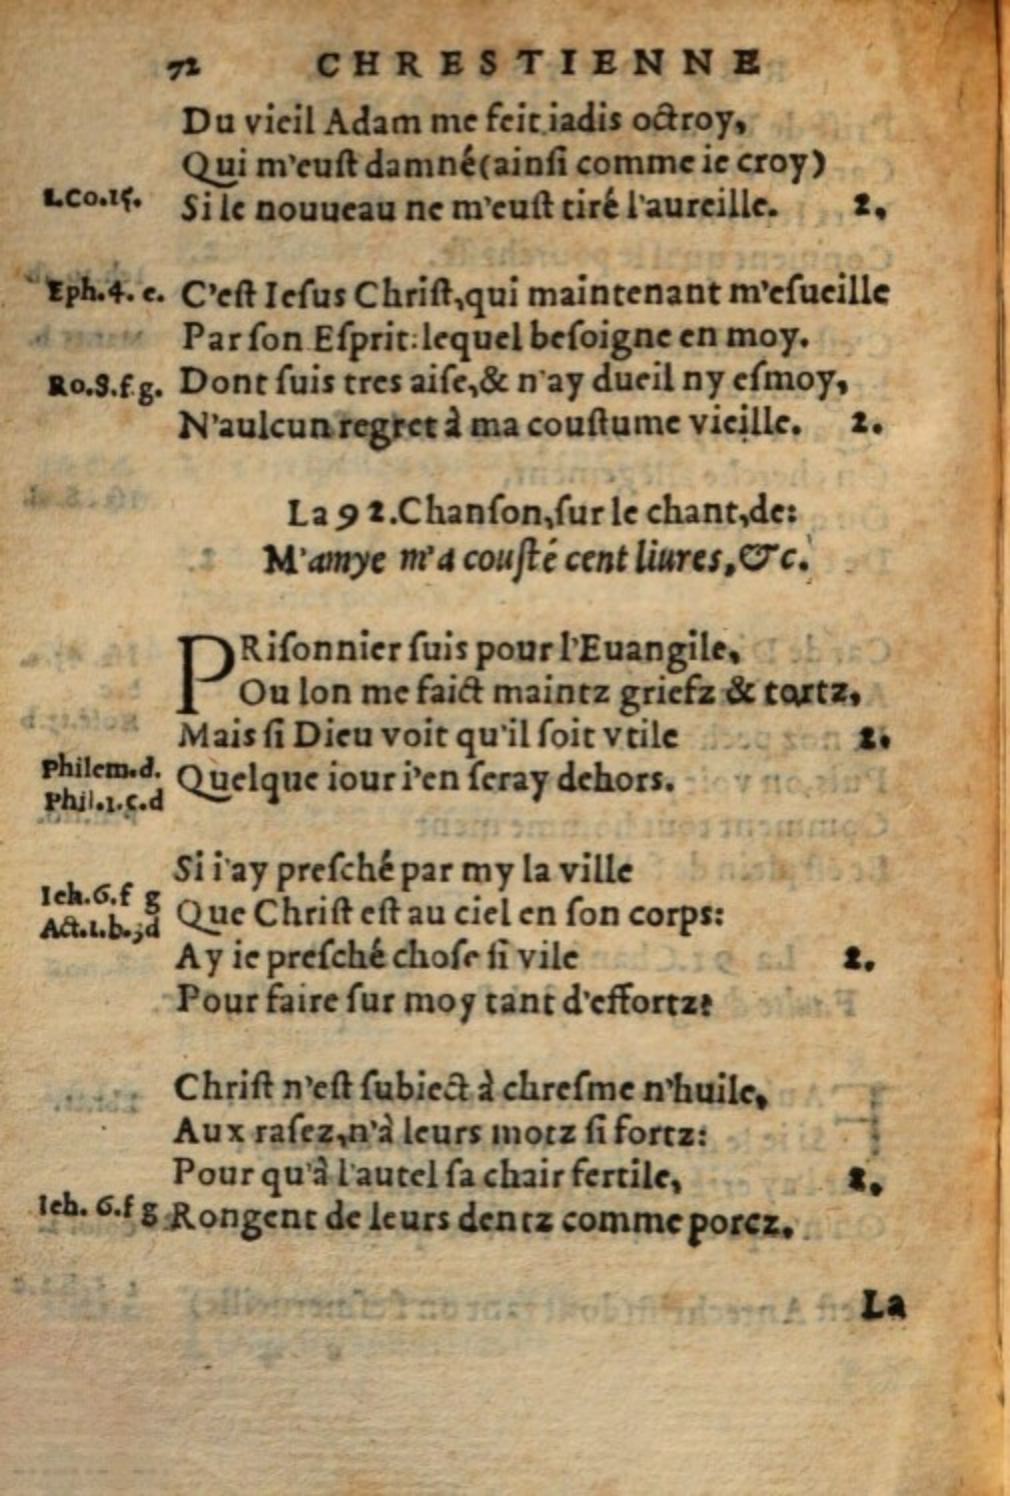 72 CHRESTIENNE
Du vieil Adam me feit iadis octroy,
Qui m'euſt damné(ainſi comme ie croy)
1.Co.15. Si le nouueau ne m'euſt tiré l'aureille. 2.
Eph.4. e. C'eſt Ieſus Chriſt,qui maintenant m'eſueille
Par ſon Eſprit:lequel beſoigne en moy.
Ro.8.f.g. Dont ſuis tres aiſe,& n'ay dueil ny eſmoy,
N'aulcun regret à ma couſtume vieille. 2.
La 92.Chanſon,ſur le chant,de:
M'amye m'a couſté cent liures,&c.
PRiſonnier ſuis pour l'Euangile,
Ou lon me faict maintz griefz & tortz,
Mais ſi Dieu voit qu'il ſoit vtile 2.
Philem.d. Quelque iour i'en ſeray dehors.
Phil.1.c.d
Si i'ay preſché par my la ville
Ieh.6.f g Que Chriſt eſt au ciel en ſon corps:
Act.1.b.3d
Ay ie preſché choſe ſi vile 2.
Pour faire ſur moy tant d'effortz?
Chriſt n'eſt ſubiect à chreſme n'huile,
Aux raſez,n'à leurs motz ſi fortz:
Pour qu'à l'autel ſa chair fertile, 2.
Ieh. 6.f g Rongent de leurs dentz comme porcz.
La